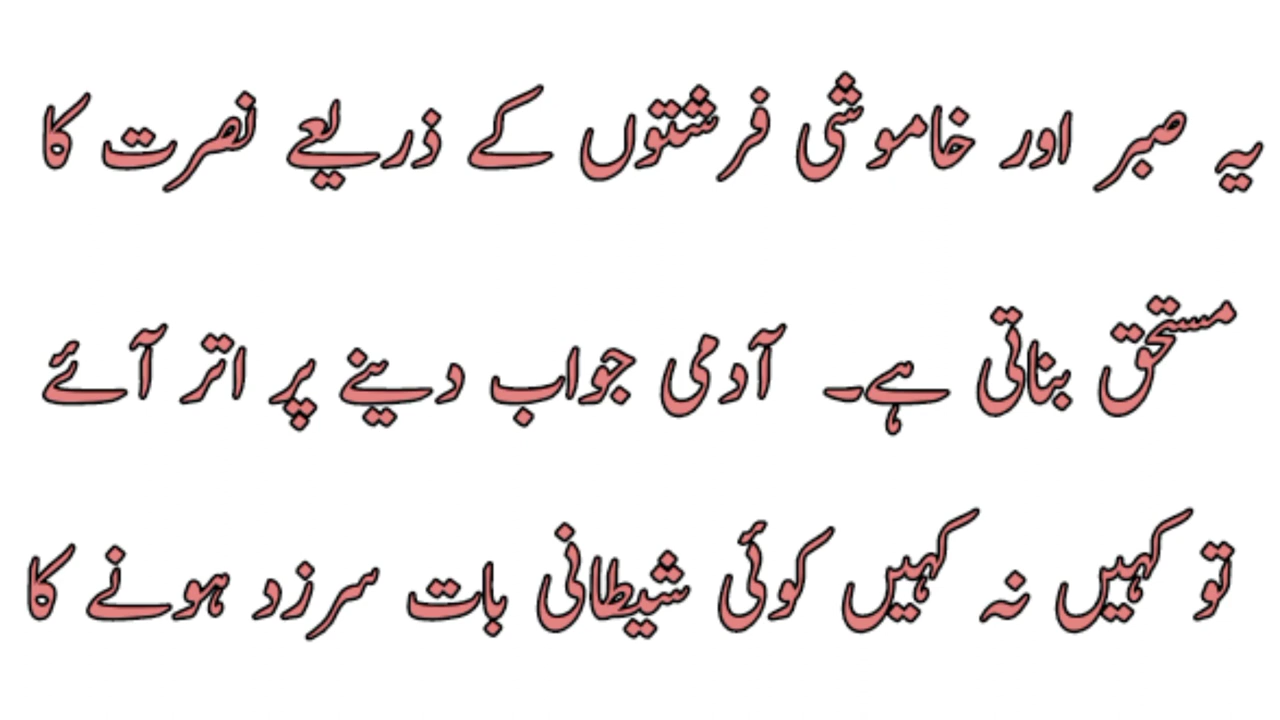 یہ صبر اور خاموشی فرشتوں کے ذریعے نصرت کا
مستحق بناتی ہے۔ آدمی جواب دینے پر اتر آئے
تو کہیں نہ کہیں کوئی شیطانی بات سرزد ہونے کا